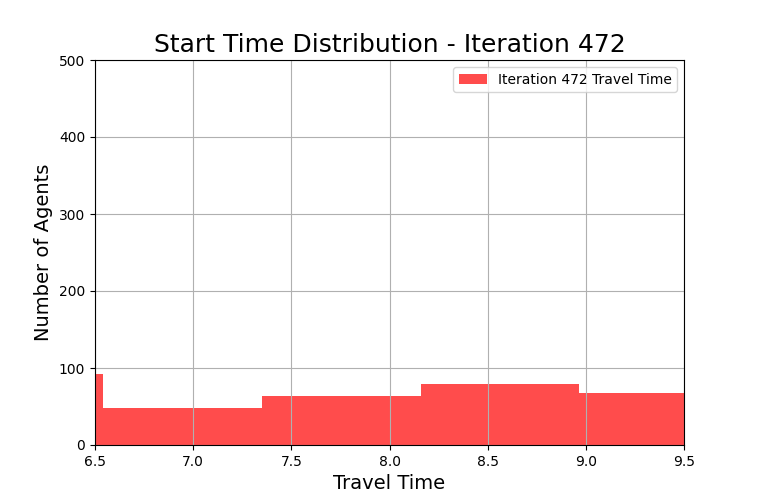 Start Time Distribution - Iteration 472
500
Iteration 472 Travel Time
400
300
200
100
0
Number of Agents
6.5 7.0 7.5 8.0 8.5 9.0 9.5
Travel Time